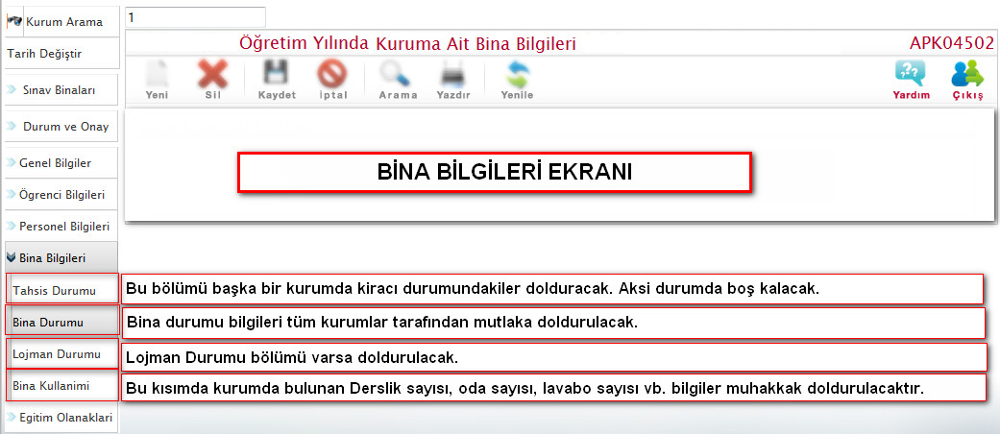 Kurum Arama
1
Tarih Değiştir
Öğretim Yılında Kuruma Ait Bina Bilgileri
APK04502
Yeni
Sil
Kaydet
İptal
Arama
Yazdır
Yenile
Yardım
Çıkış
Sınav Binaları
Durum ve Onay
Genel Bilgiler
Ögrenci Bilgileri
Personel Bilgileri
Bina Bilgileri
BİNA BİLGİLERİ EKRANI
Tahsis Durumu
Bu bölümü başka bir kurumda kiracı durumundakiler dolduracak. Aksi durumda boş kalacak.
Bina Durumu
Bina durumu bilgileri tüm kurumlar tarafından mutlaka doldurulacak.
Lojman Durumu
Lojman Durumu bölümü varsa doldurulacak.
Bina Kullanimi
Bu kısımda kurumda bulunan Derslik sayısı, oda sayısı, lavabo sayısı vb. bilgiler muhakkak doldurulacaktır.
Egitim Olanaklari